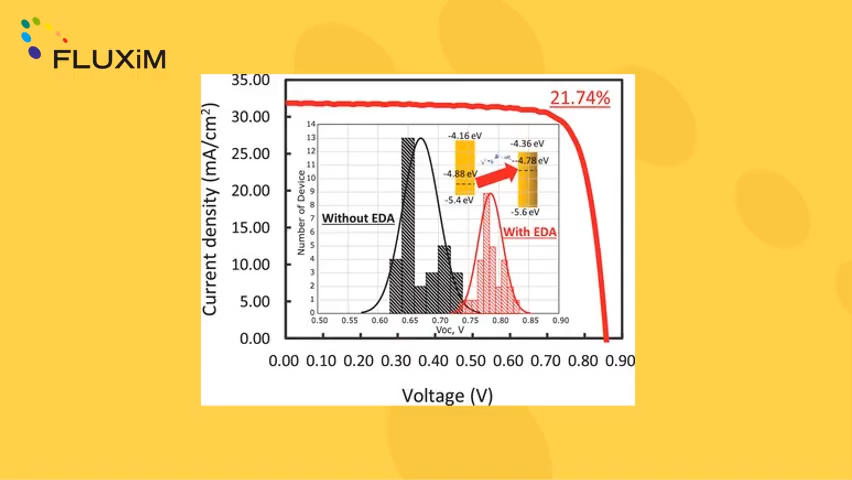 FLUXiM
35.00
30.00
25.00
20.00
15.00
10.00
5.00
0.00
Current density (mA/cm²)
21.74%
14
13
12
11
10
9
8
7
6
5
4
3
2
1
0
Number of Device
-4.16 eV
-4.36 eV
-4.88 eV
-4.78 eV
-5.4 eV
-5.6 eV
Without EDA
With EDA
0.50 0.55 0.60 0.65 0.70 0.75 0.80 0.85 0.90
Voc, V
0.00 0.10 0.20 0.30 0.40 0.50 0.60 0.70 0.80 0.90
Voltage (V)